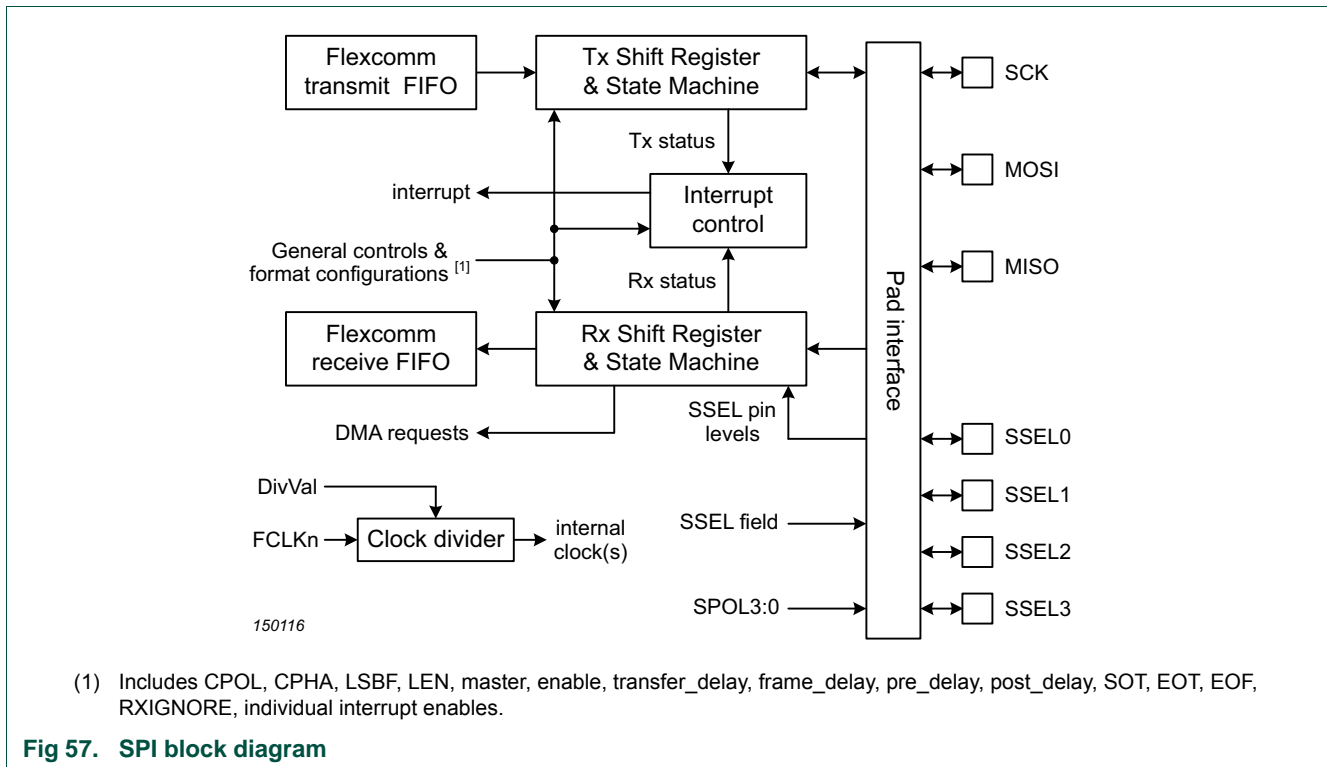 Flexcomm
transmit FIFO
Tx Shift Register
& State Machine
SCK
Tx status
MOSI
interrupt
Interrupt
control
General controls &
format configurations [1]
MISO
Rx status
Pad interface
Flexcomm
receive FIFO
Rx Shift Register
& State Machine
SSEL pin
levels
DMA requests
SSEL0
DivVal
SSEL1
FCLKn
Clock divider
internal
clock(s)
SSEL field
SSEL2
SPOL3:0
SSEL3
150116
(1) Includes CPOL, CPHA, LSBF, LEN, master, enable, transfer_delay, frame_delay, pre_delay, post_delay, SOT, EOT, EOF,
RXIGNORE, individual interrupt enables.
Fig 57. SPI block diagram